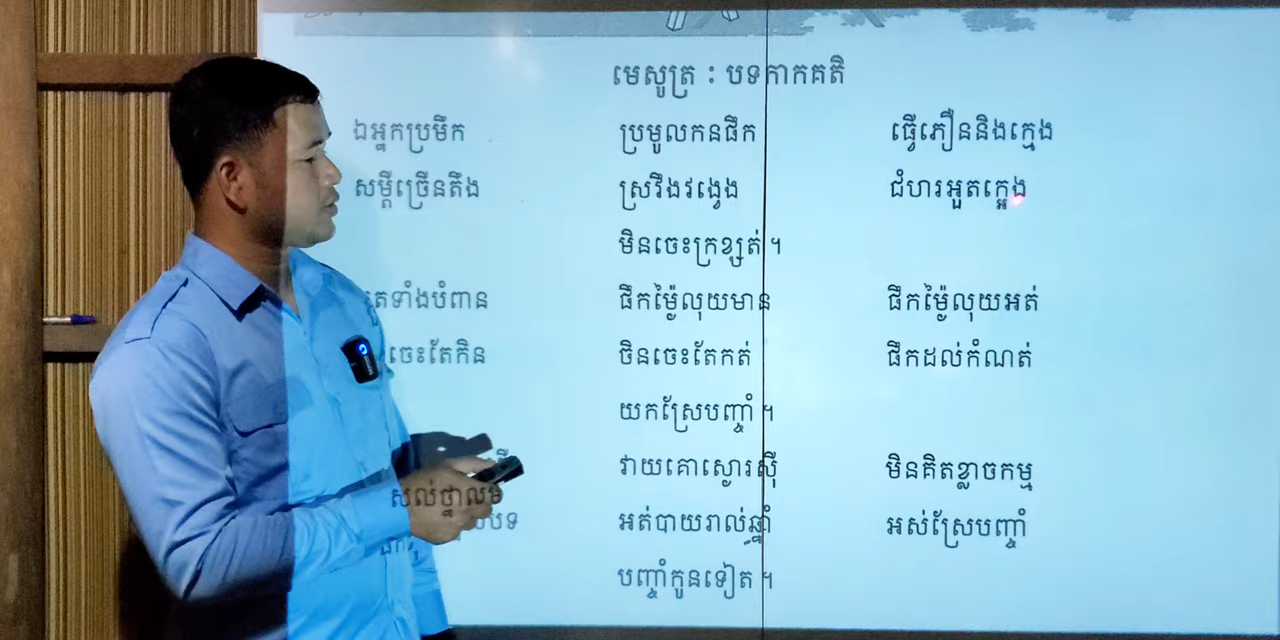 មេសូត្រ ៖ បទកាកគតិ
ឯអ្នកប្រមឹក ប្រមូលកនផឹក ធ្វើភឿននិងក្មេង
សម្ដីច្រើនតឹង ស្រវឹងវង្វេង ជំហរអួតក្អេង
មិនចេះក្រខ្សត់ ។
តែទាំងបំពាន ផឹកម្ល៉ៃលុយមាន ផឹកម្ល៉ៃលុយអត់
ចេះតែកិន ចិនចេះតែកត់ ផឹកដល់កំណត់
យកស្រែបញ្ចាំ ។
វាយគោស្លោរស៊ី មិនគិតខ្លាចកម្ម
សល់ថ្នាលម អត់បាយរាល់ឆ្នាំ អស់ស្រែបញ្ចាំ
បញ្ចាំកូនទៀត ។